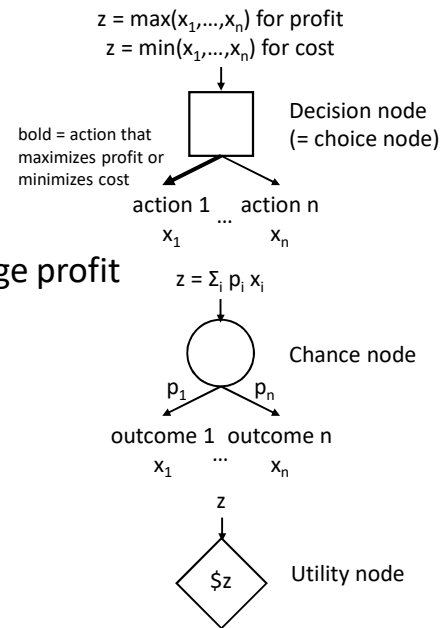 z = max(x₁,...,xₙ) for profit
z = min(x₁,...,xₙ) for cost
Decision node
(= choice node)
bold = action that
maximizes profit or
minimizes cost
action 1 ... action n
x₁ xₙ
ge profit
z = Σᵢ pᵢ xᵢ
Chance node
p₁ pₙ
outcome 1 outcome n
x₁ ... xₙ
z
$z
Utility node